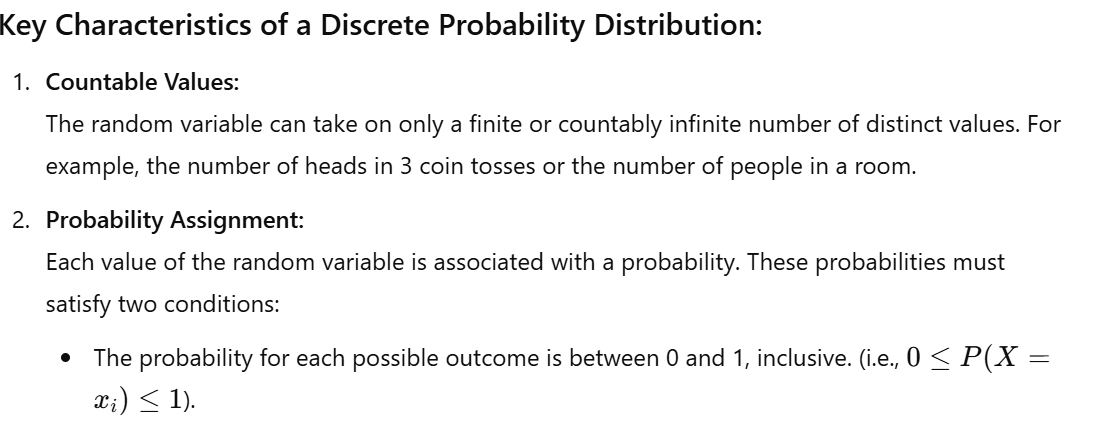 Key Characteristics of a Discrete Probability Distribution:
1. Countable Values:
The random variable can take on only a finite or countably infinite number of distinct values. For
example, the number of heads in 3 coin tosses or the number of people in a room.
2. Probability Assignment:
Each value of the random variable is associated with a probability. These probabilities must
satisfy two conditions:
• The probability for each possible outcome is between 0 and 1, inclusive. (i.e., 0 ≤ P(X =
xᵢ) ≤ 1).